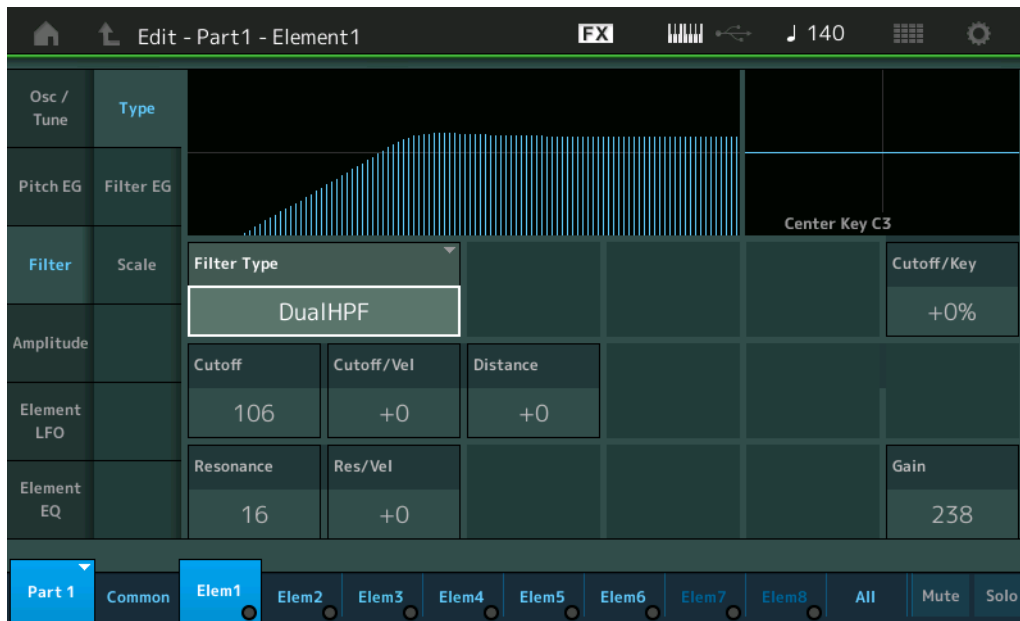 Edit - Part1 - Element1
FX
♩ 140
Osc /
Tune
Type
Pitch EG
Filter EG
Center Key C3
Filter
Scale
Filter Type
DualHPF
Cutoff/Key
+0%
Amplitude
Cutoff
Cutoff/Vel
Distance
106
+0
+0
Element
LFO
Resonance
Res/Vel
Gain
16
+0
238
Element
EQ
Part 1
Common
Elem1
Elem2
Elem3
Elem4
Elem5
Elem6
Elem7
Elem8
All
Mute
Solo